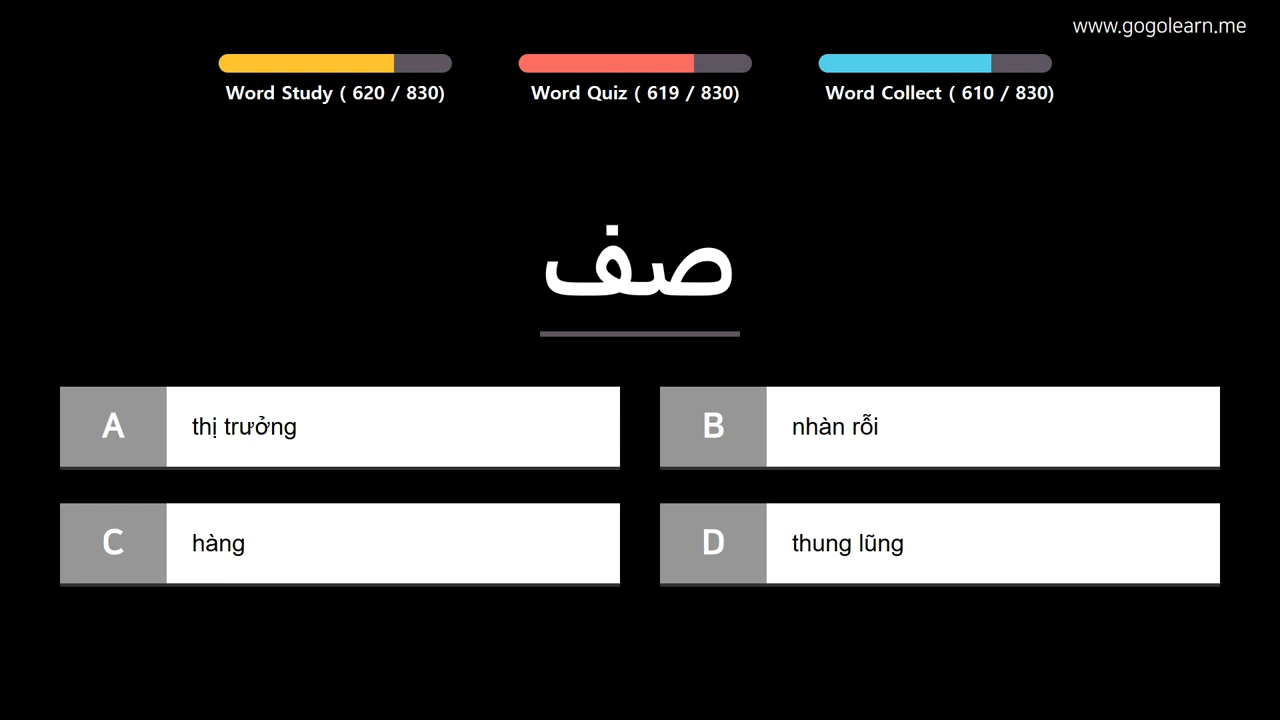 www.gogolearn.me
Word Study ( 620 / 830)
Word Quiz ( 619 / 830)
Word Collect ( 610 / 830)
صف
A
thị trưởng
B
nhàn rỗi
C
hàng
D
thung lũng